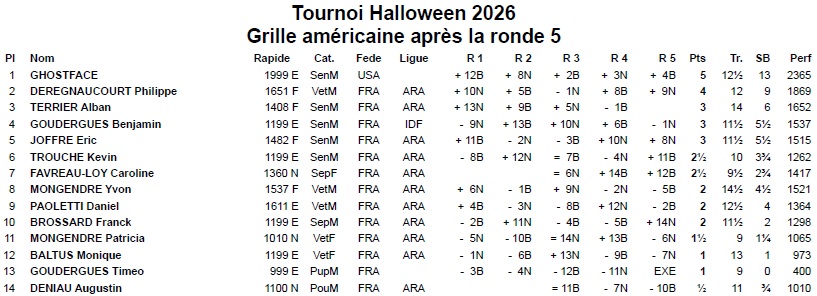 Tournoi Halloween 2026
Grille américaine après la ronde 5
Pl Nom Rapide Cat. Fede Ligue R 1 R 2 R 3 R 4 R 5 Pts Tr. SB Perf
1 GHOSTFACE 1999 E SenM USA + 12B + 8N + 2B + 3N + 4B 5 12½ 13 2365
2 DEREGNAUCOURT Philippe 1651 F VetM FRA ARA + 10N + 5B - 1N + 8B + 9N 4 12 9 1869
3 TERRIER Alban 1408 F SenM FRA ARA + 13N + 9B + 5N - 1B 3 14 6 1652
4 GOUDERGUES Benjamin 1199 E SenM FRA IDF - 9N + 13B + 10N + 6B - 1N 3 11½ 5½ 1537
5 JOFFRE Eric 1482 F SenM FRA ARA + 11B - 2N - 3B + 10N + 8N 3 11½ 5½ 1515
6 TROUCHE Kevin 1199 E SenM FRA ARA - 8B + 12N = 7B - 4N + 11B 2½ 10 3¾ 1262
7 FAVREAU-LOY Caroline 1360 N SepF FRA ARA = 6N + 14B + 12B 2½ 9½ 2¾ 1417
8 MONGENDRE Yvon 1537 F VetM FRA ARA + 6N - 1B + 9N - 2N - 5B 2 14½ 4½ 1521
9 PAOLETTI Daniel 1611 E VetM FRA ARA + 4B - 3N - 8B + 12N - 2B 2 12½ 4 1364
10 BROSSARD Franck 1199 E SepM FRA ARA - 2B + 11N - 4B - 5B + 14N 2 11½ 2 1298
11 MONGENDRE Patricia 1010 N VetF FRA ARA - 5N - 10B = 14N + 13B - 6N 1½ 9 1¼ 1065
12 BALTUS Monique 1199 E VetF FRA ARA - 1N - 6B + 13N - 9B - 7N 1 13 1 973
13 GOUDERGUES Timeo 999 E PupM FRA - 3B - 4N - 12B - 11N EXE 1 9 0 400
14 DENIAU Augustin 1100 N PouM FRA ARA = 11B - 7N - 10B ½ 11 ¾ 1010